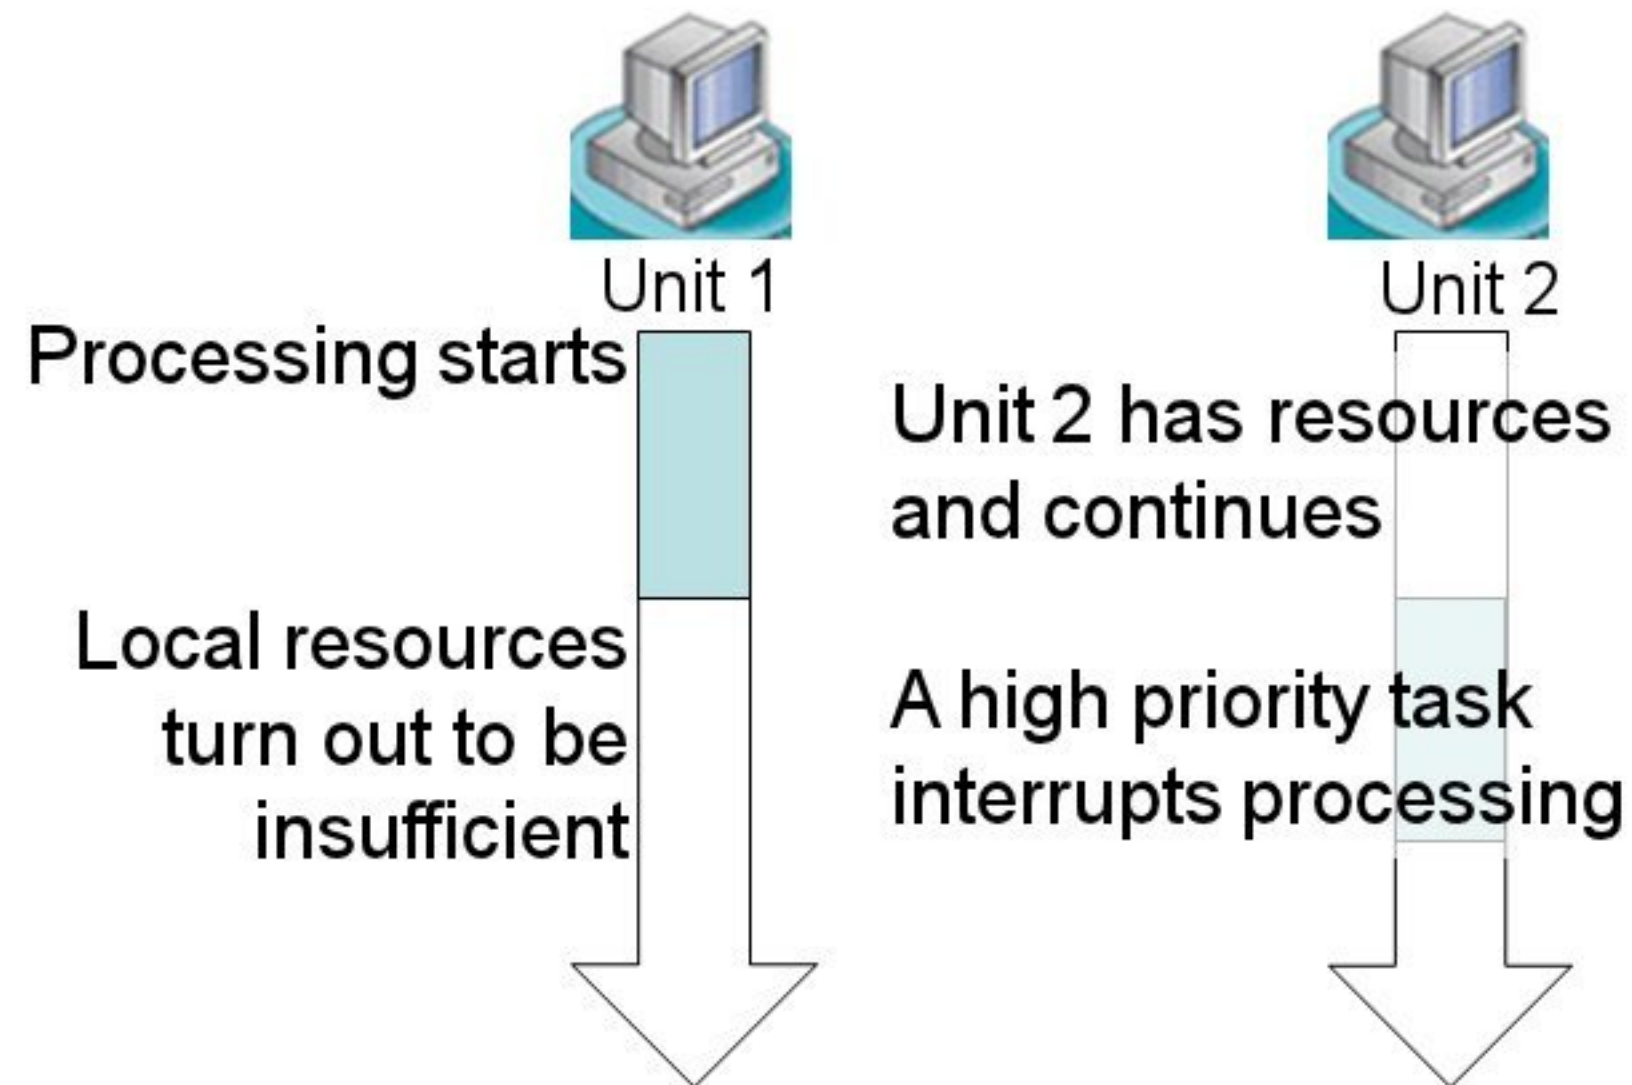 Unit 1
Processing starts
Local resources
turn out to be
insufficient
Unit 2
Unit 2 has resources
and continues
A high priority task
interrupts processing